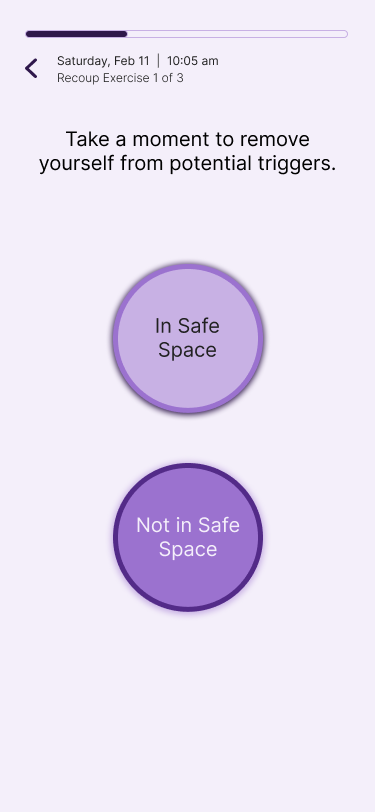 Saturday, Feb 11 | 10:05 am
Recoup Exercise 1 of 3
Take a moment to remove
yourself from potential triggers.
In Safe
Space
Not in Safe
Space